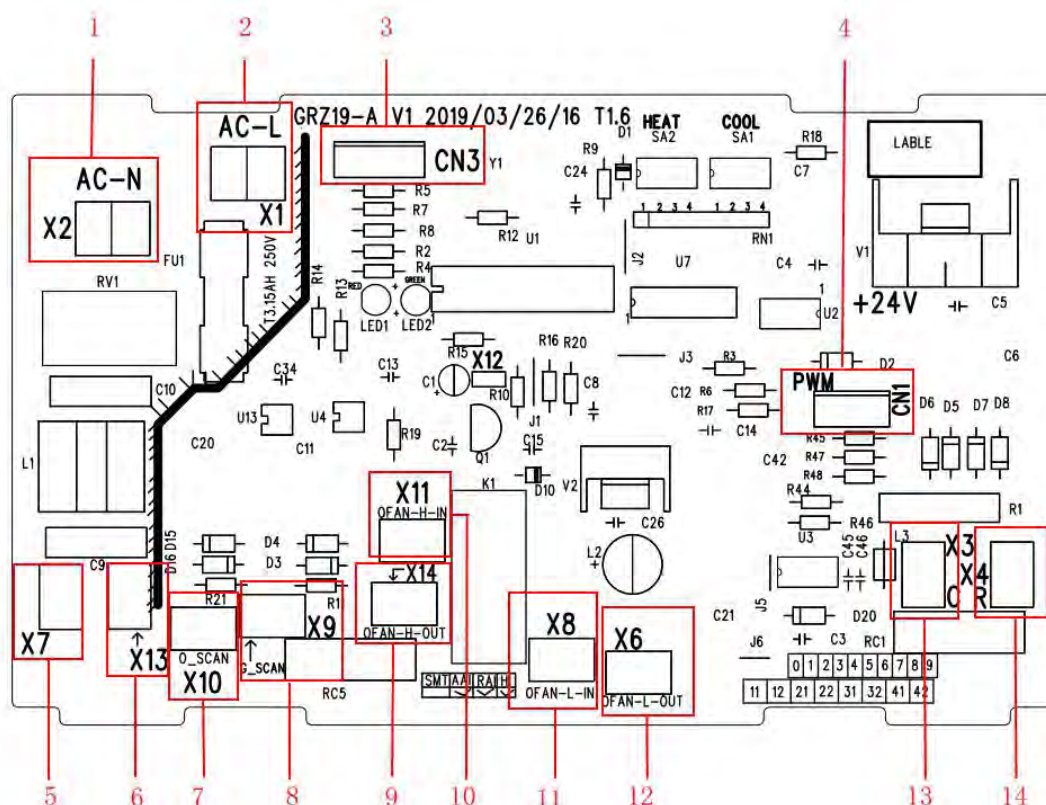 1 2 3 4
GRZ19-A V1 2019/03/26/16 T1.6
AC-L
X1
AC-N
X2
CN3
Y1
HEAT
SA2
COOL
SA1
D1
R9
C24
R18
C7
LABLE
R5
R7
R8
R2
R4
R12
U1
1 2 3 4
1 2 3 4
RN1
J2
U7
C4
V1
FU1
T3.15AH 250V
RV1
R14
R13
RED
GREEN
LED1
LED2
1
1
1
U2
+24V
C5
C6
R15
X12
R16
R20
J3
R3
D2
C34
C13
C1
R10
C8
C12
R6
R17
PWM
CN1
C10
U13
U4
R19
J1
C14
D6
D5
D7
D8
C20
C11
C2
Q1
C15
R45
R47
R48
C42
L1
X11
OFAN-H-IN
K1
D10
V2
C26
R44
R46
R1
C9
D16
D15
D4
D3
L2
U3
C45
C46
L3
X3
C
X4
R
R21
R1
X14
OFAN-H-OUT
J5
X7
X13
O_SCAN
X10
X9
G_SCAN
RC5
X8
OFAN-L-IN
X6
OFAN-L-OUT
C21
D20
C3
RC1
J6
SMT AA RA H
0 1 2 3 4 5 6 7 8 9
11 12 21 22 31 32 41 42
5 6 7 8 9 10 11 12 13 14